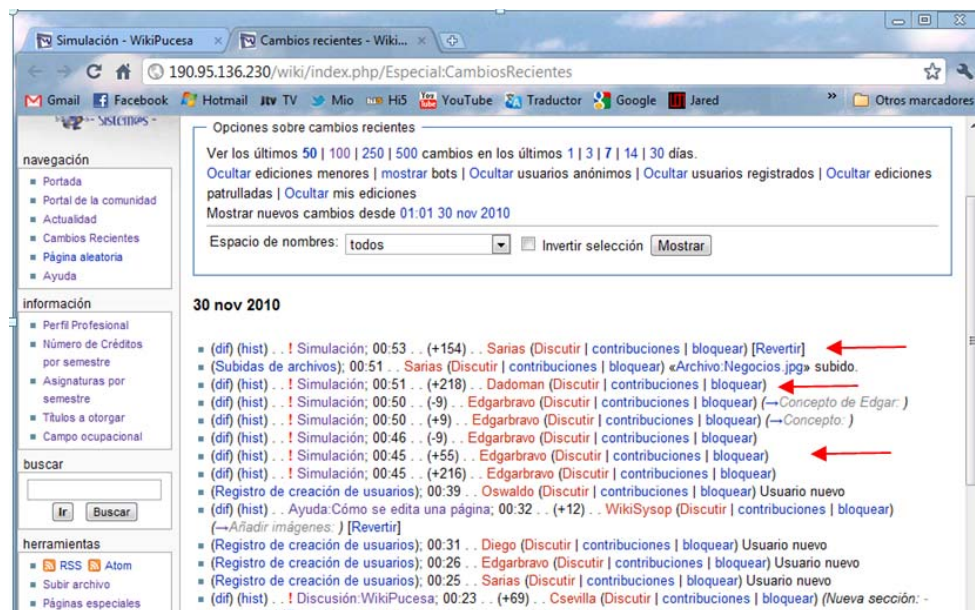 Simulación - WikiPucesa
Cambios recientes - Wiki...
190.95.136.230/wiki/index.php/Especial:CambiosRecientes
Gmail Facebook Hotmail TV Mio Hi5 YouTube Traductor Google Jared » Otros marcadores
Sistemas -
navegación
Portada
Portal de la comunidad
Actualidad
Cambios Recientes
Página aleatoria
Ayuda
información
Perfil Profesional
Número de Créditos
por semestre
Asignaturas por
semestre
Títulos a otorgar
Campo ocupacional
buscar
Ir Buscar
herramientas
RSS Atom
Subir archivo
Páginas especiales
Opciones sobre cambios recientes
Ver los últimos 50 | 100 | 250 | 500 cambios en los últimos 1 | 3 | 7 | 14 | 30 días.
Ocultar ediciones menores | mostrar bots | Ocultar usuarios anónimos | Ocultar usuarios registrados | Ocultar ediciones
patrulladas | Ocultar mis ediciones
Mostrar nuevos cambios desde 01:01 30 nov 2010
Espacio de nombres: todos Invertir selección Mostrar
30 nov 2010
(dif) (hist) . . ! Simulación; 00:53 . . (+154) . . Sarias (Discutir | contribuciones | bloquear) [Revertir]
(Subidas de archivos); 00:51 . . Sarias (Discutir | contribuciones | bloquear) «Archivo:Negocios.jpg» subido.
(dif) (hist) . . ! Simulación; 00:51 . . (+218) . . Dadoman (Discutir | contribuciones | bloquear)
(dif) (hist) . . ! Simulación; 00:50 . . (-9) . . Edgarbravo (Discutir | contribuciones | bloquear) (→Concepto de Edgar: )
(dif) (hist) . . ! Simulación; 00:50 . . (+9) . . Edgarbravo (Discutir | contribuciones | bloquear) (→Concepto: )
(dif) (hist) . . ! Simulación; 00:46 . . (-9) . . Edgarbravo (Discutir | contribuciones | bloquear)
(dif) (hist) . . ! Simulación; 00:45 . . (+55) . . Edgarbravo (Discutir | contribuciones | bloquear)
(dif) (hist) . . ! Simulación; 00:45 . . (+216) . . Edgarbravo (Discutir | contribuciones | bloquear)
(Registro de creación de usuarios); 00:39 . . Oswaldo (Discutir | contribuciones | bloquear) Usuario nuevo
(dif) (hist) . . Ayuda:Cómo se edita una página; 00:32 . . (+12) . . WikiSysop (Discutir | contribuciones | bloquear)
(→Añadir imágenes: ) [Revertir]
(Registro de creación de usuarios); 00:31 . . Diego (Discutir | contribuciones | bloquear) Usuario nuevo
(Registro de creación de usuarios); 00:26 . . Edgarbravo (Discutir | contribuciones | bloquear) Usuario nuevo
(Registro de creación de usuarios); 00:25 . . Sarias (Discutir | contribuciones | bloquear) Usuario nuevo
(dif) (hist) . . ! Discusión:WikiPucesa; 00:23 . . (+69) . . Csevilla (Discutir | contribuciones | bloquear) (Nueva sección: -